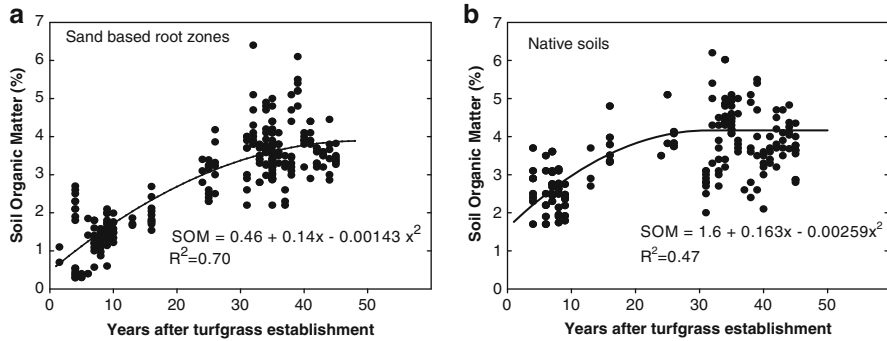 a
Sand based root zones
Soil Organic Matter (%)
7
6
5
4
3
2
1
0
SOM = 0.46 + 0.14x - 0.00143 x²
R²=0.70
0 10 20 30 40 50
Years after turfgrass establishment
b
Native soils
Soil Organic Matter (%)
7
6
5
4
3
2
1
0
SOM = 1.6 + 0.163x - 0.00259x²
R²=0.47
0 10 20 30 40 50
Years after turfgrass establishment